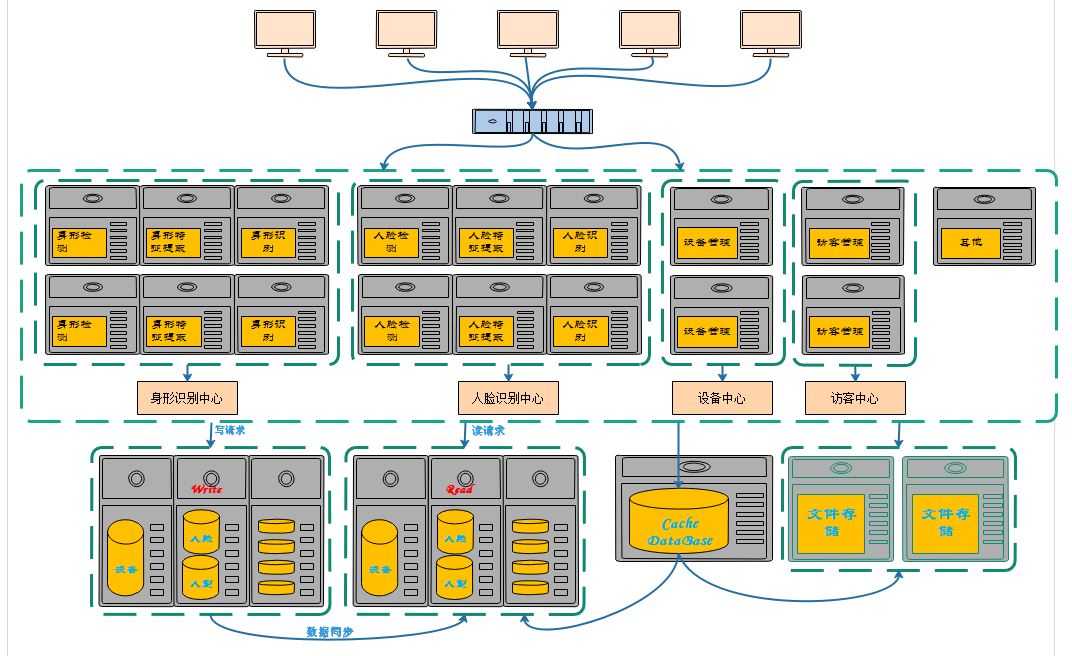 身形检
测
身形特
征提取
身形识
别
人脸检
测
人脸特
征提取
人脸识
别
设备管理
访客管理
其他
身形检
测
身形特
征提取
身形识
别
人脸检
测
人脸特
征提取
人脸识
别
设备管理
访客管理
身形识别中心
人脸识别中心
设备中心
访客中心
写请求
读请求
Write
Read
人脸
设备
人型
人脸
设备
人型
Cache
DataBase
文件存
储
文件存
储
数据同步